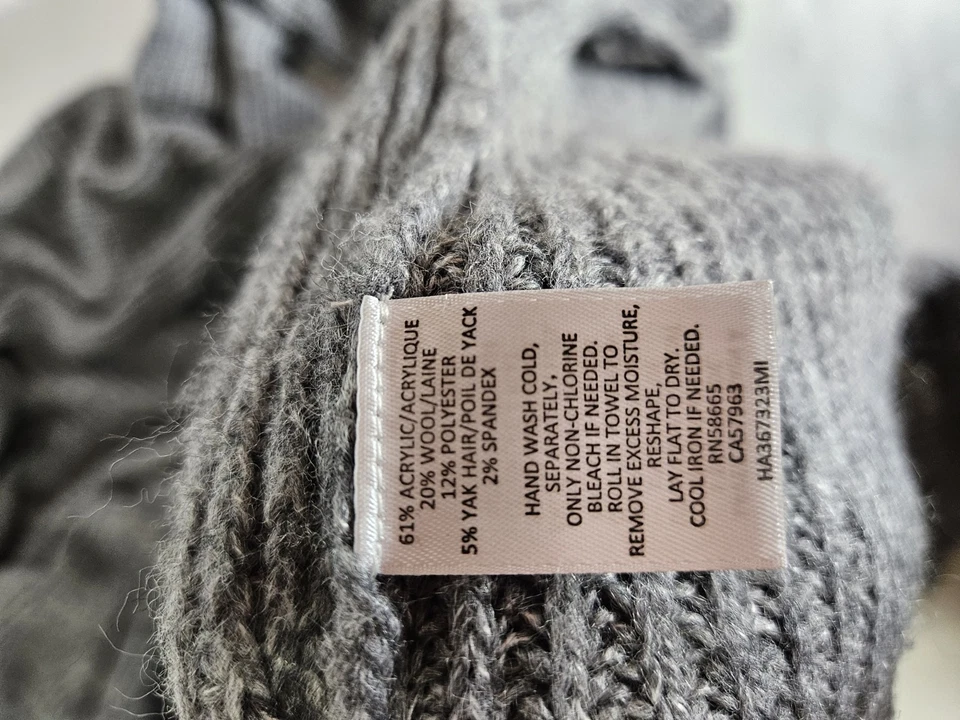 61% ACRYLIC/ACRYLIQUE
20% WOOL/LAINE
12% POLYESTER
5% YAK HAIR/POIL DE YACK
2% SPANDEX
HAND WASH COLD,
SEPARATELY,
ONLY NON-CHLORINE
BLEACH IF NEEDED.
ROLL IN TOWEL TO
REMOVE EXCESS MOISTURE,
RESHAPE,
LAY FLAT TO DRY.
COOL IRON IF NEEDED.
RN58665
CA57963
HA367323MI